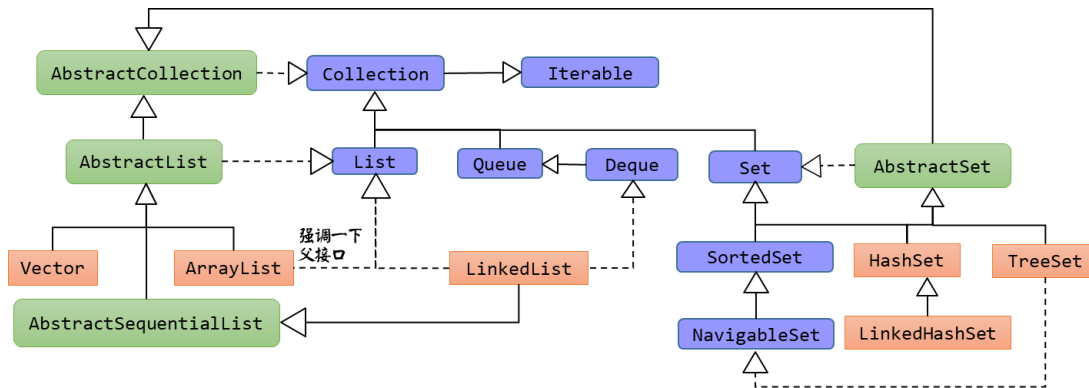 AbstractCollection
Collection
Iterable
AbstractList
List
Queue
Deque
Set
AbstractSet
强调一下
父接口
Vector
ArrayList
LinkedList
SortedSet
HashSet
TreeSet
AbstractSequentialList
NavigableSet
LinkedHashSet